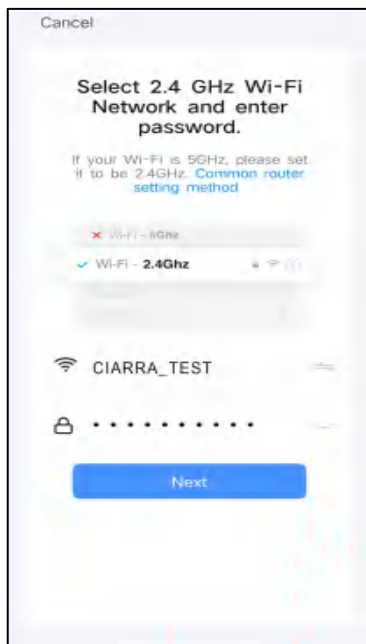 Cancel
Select 2.4 GHz Wi-Fi
Network and enter
password.
If your Wi-Fi is 5GHz, please set
it to be 2.4GHz. Common router
setting method
Wi-Fi - 5Ghz
Wi-Fi - 2.4Ghz
CIARRA_TEST
Next